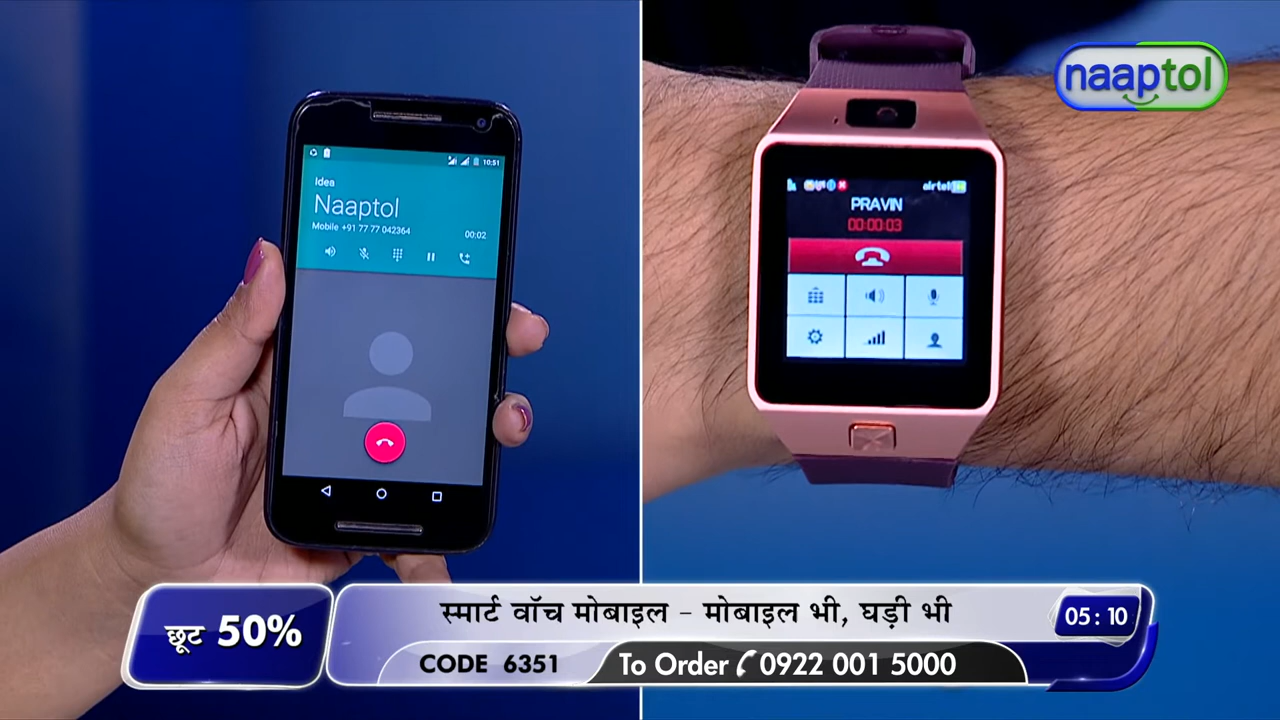 naaptol
10:51
Idea
Naaptol
Mobile +91 77 77 042364
00:02
airtel
PRAVIN
00:00:03
छूट 50%
स्मार्ट वॉच मोबाइल - मोबाइल भी, घड़ी भी
05:10
CODE 6351
To Order 0922 001 5000